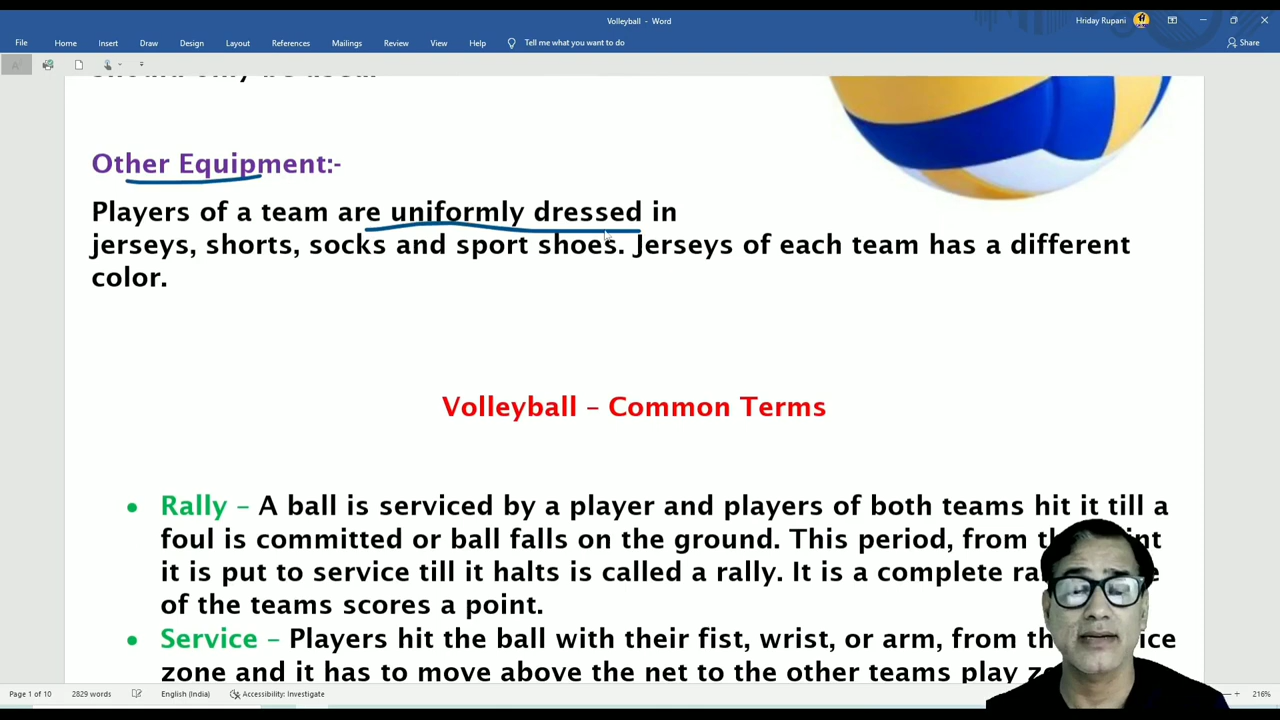 Volleyball - Word
Hriday Rupani
File Home Insert Draw Design Layout References Mailings Review View Help Tell me what you want to do Share
Other Equipment:-
Players of a team are uniformly dressed in
jerseys, shorts, socks and sport shoes. Jerseys of each team has a different
color.
Volleyball – Common Terms
• Rally – A ball is serviced by a player and players of both teams hit it till a
foul is committed or ball falls on the ground. This period, from
it is put to service till it halts is called a rally. It is a complete
of the teams scores a point.
• Service – Players hit the ball with their fist, wrist, or arm, from
zone and it has to move above the net to the other teams play
Page 1 of 10 2829 words English (India) Accessibility: Investigate 216%